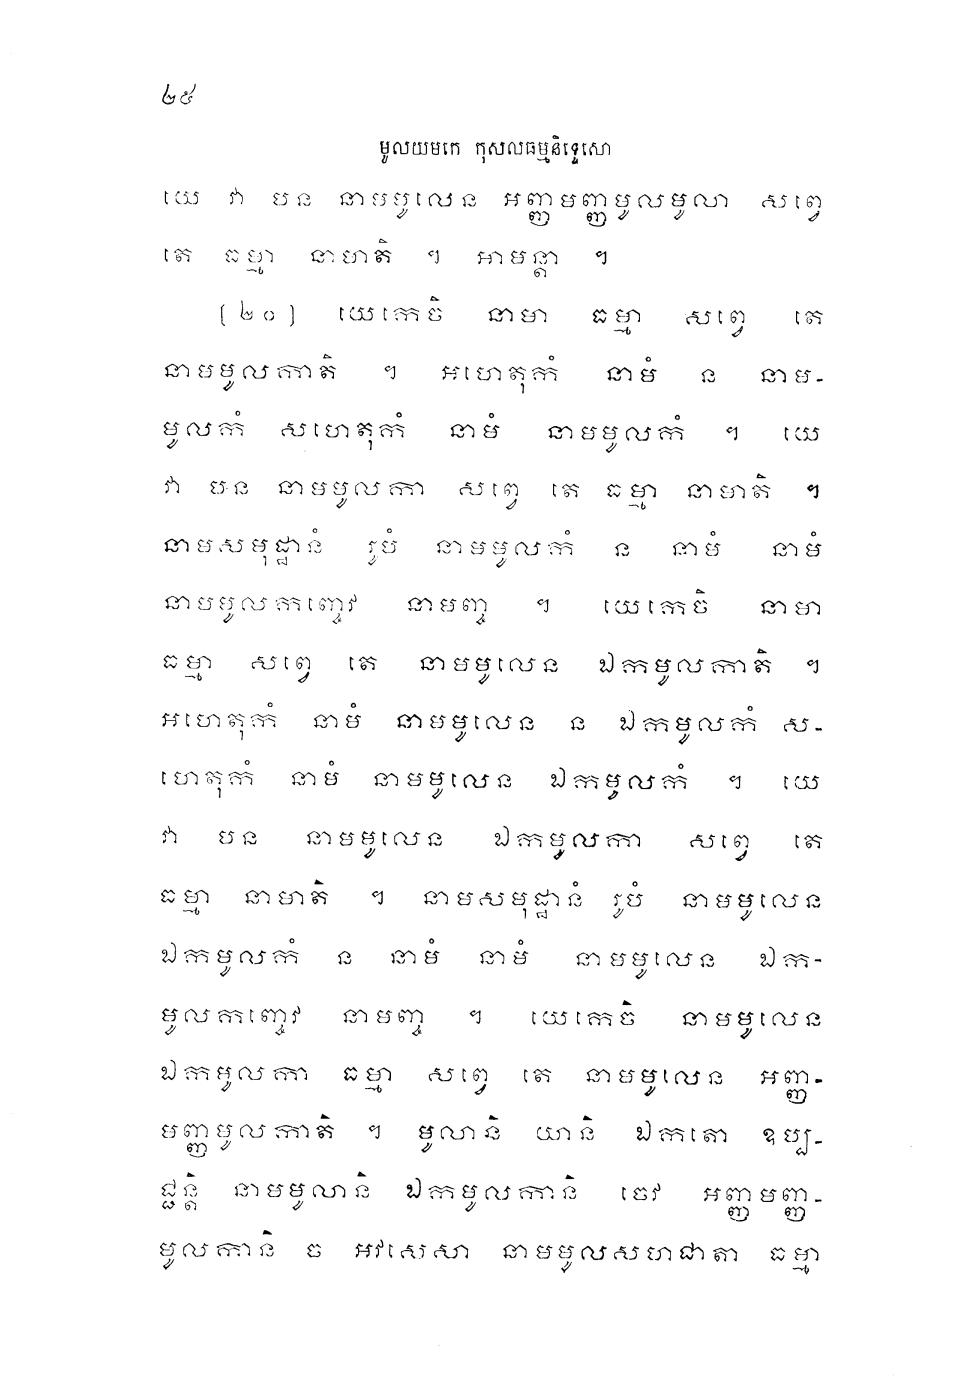 ២៥
មូលយមកេ កុសលធម្មនិទ្ទេសោ
យេ វា បន នាមមូលេន អញ្ញមញ្ញមូលមូលា សព្វេ
តេ ធម្មា នាមាតិ ។ អាមន្តា ។
[២០] យេកេចិ នាមា ធម្មា សព្វេ តេ
នាមមូលកាតិ ។ អហេតុកំ នាមំ ន នាម-
មូលកំ សហេតុកំ នាមំ នាមមូលកំ ។ យេ
វា បន នាមមូលកា សព្វេ តេ ធម្មា នាមាតិ ។
នាមសមុដ្ឋានំ រូបំ នាមមូលកំ ន នាមំ នាមំ
នាមមូលកញ្ចេវ នាមញ្ច ។ យេកេចិ នាមា
ធម្មា សព្វេ តេ នាមមូលេន ឯកមូលកាតិ ។
អហេតុកំ នាមំ នាមមូលេន ន ឯកមូលកំ ស-
ហេតុកំ នាមំ នាមមូលេន ឯកមូលកំ ។ យេ
វា បន នាមមូលេន ឯកមូលកា សព្វេ តេ
ធម្មា នាមាតិ ។ នាមសមុដ្ឋានំ រូបំ នាមមូលេន
ឯកមូលកំ ន នាមំ នាមំ នាមមូលេន ឯក-
មូលកញ្ចេវ នាមញ្ច ។ យេកេចិ នាមមូលេន
ឯកមូលកា ធម្មា សព្វេ តេ នាមមូលេន អញ្ញ-
មញ្ញមូលកាតិ ។ មូលានិ យានិ ឯកតោ ឧប្ប-
ជ្ជន្តិ នាមមូលានិ ឯកមូលកានិ ចេវ អញ្ញមញ្ញ-
មូលកានិ ច អវសេសា នាមមូលសហជាតា ធម្មា